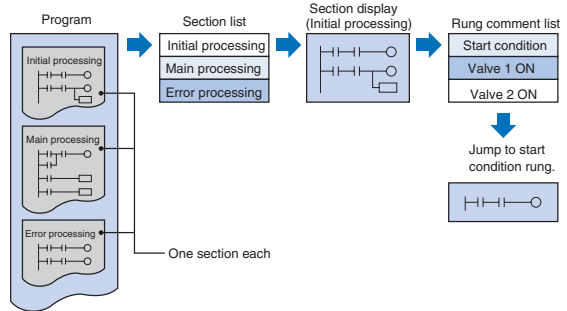 Program
Initial processing
Main processing
Error processing
One section each
Section list
Initial processing
Main processing
Error processing
Section display
(Initial processing)
Rung comment list
Start condition
Valve 1 ON
Valve 2 ON
Jump to start
condition rung.